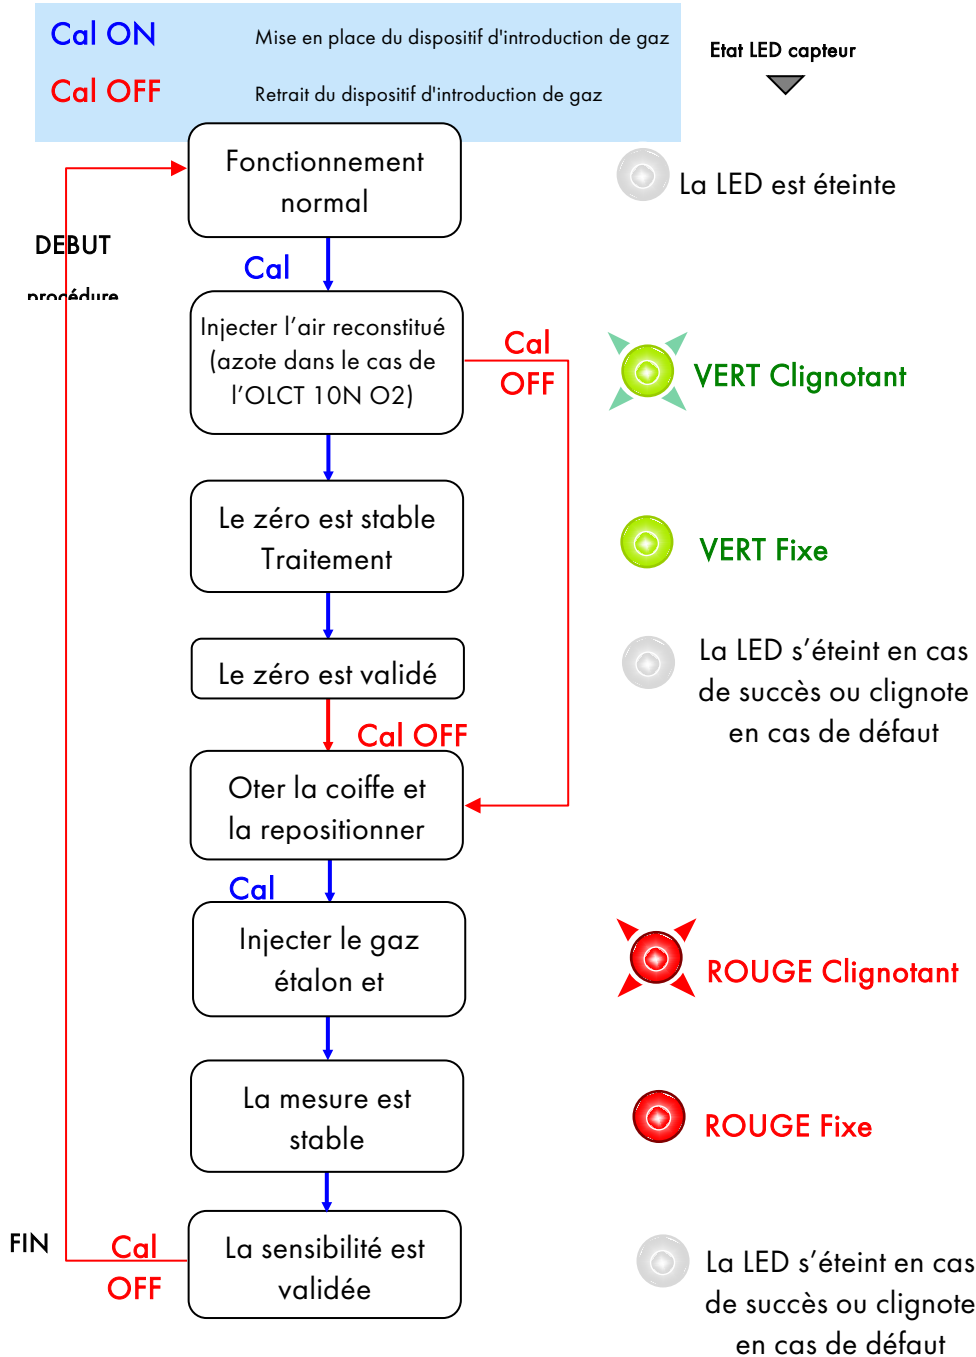 Cal ON
Mise en place du dispositif d'introduction de gaz
Etat LED capteur
Cal OFF
Retrait du dispositif d'introduction de gaz
Fonctionnement
normal
La LED est éteinte
DEBUT
procédure
Cal
Injecter l’air reconstitué
(azote dans le cas de
l’OLCT 10N O2)
Cal
OFF
VERT Clignotant
Le zéro est stable
Traitement
VERT Fixe
Le zéro est validé
La LED s’éteint en cas
de succès ou clignote
en cas de défaut
Cal OFF
Oter la coiffe et
la repositionner
Cal
Injecter le gaz
étalon et
ROUGE Clignotant
La mesure est
stable
ROUGE Fixe
FIN
Cal
OFF
La sensibilité est
validée
La LED s’éteint en cas
de succès ou clignote
en cas de défaut